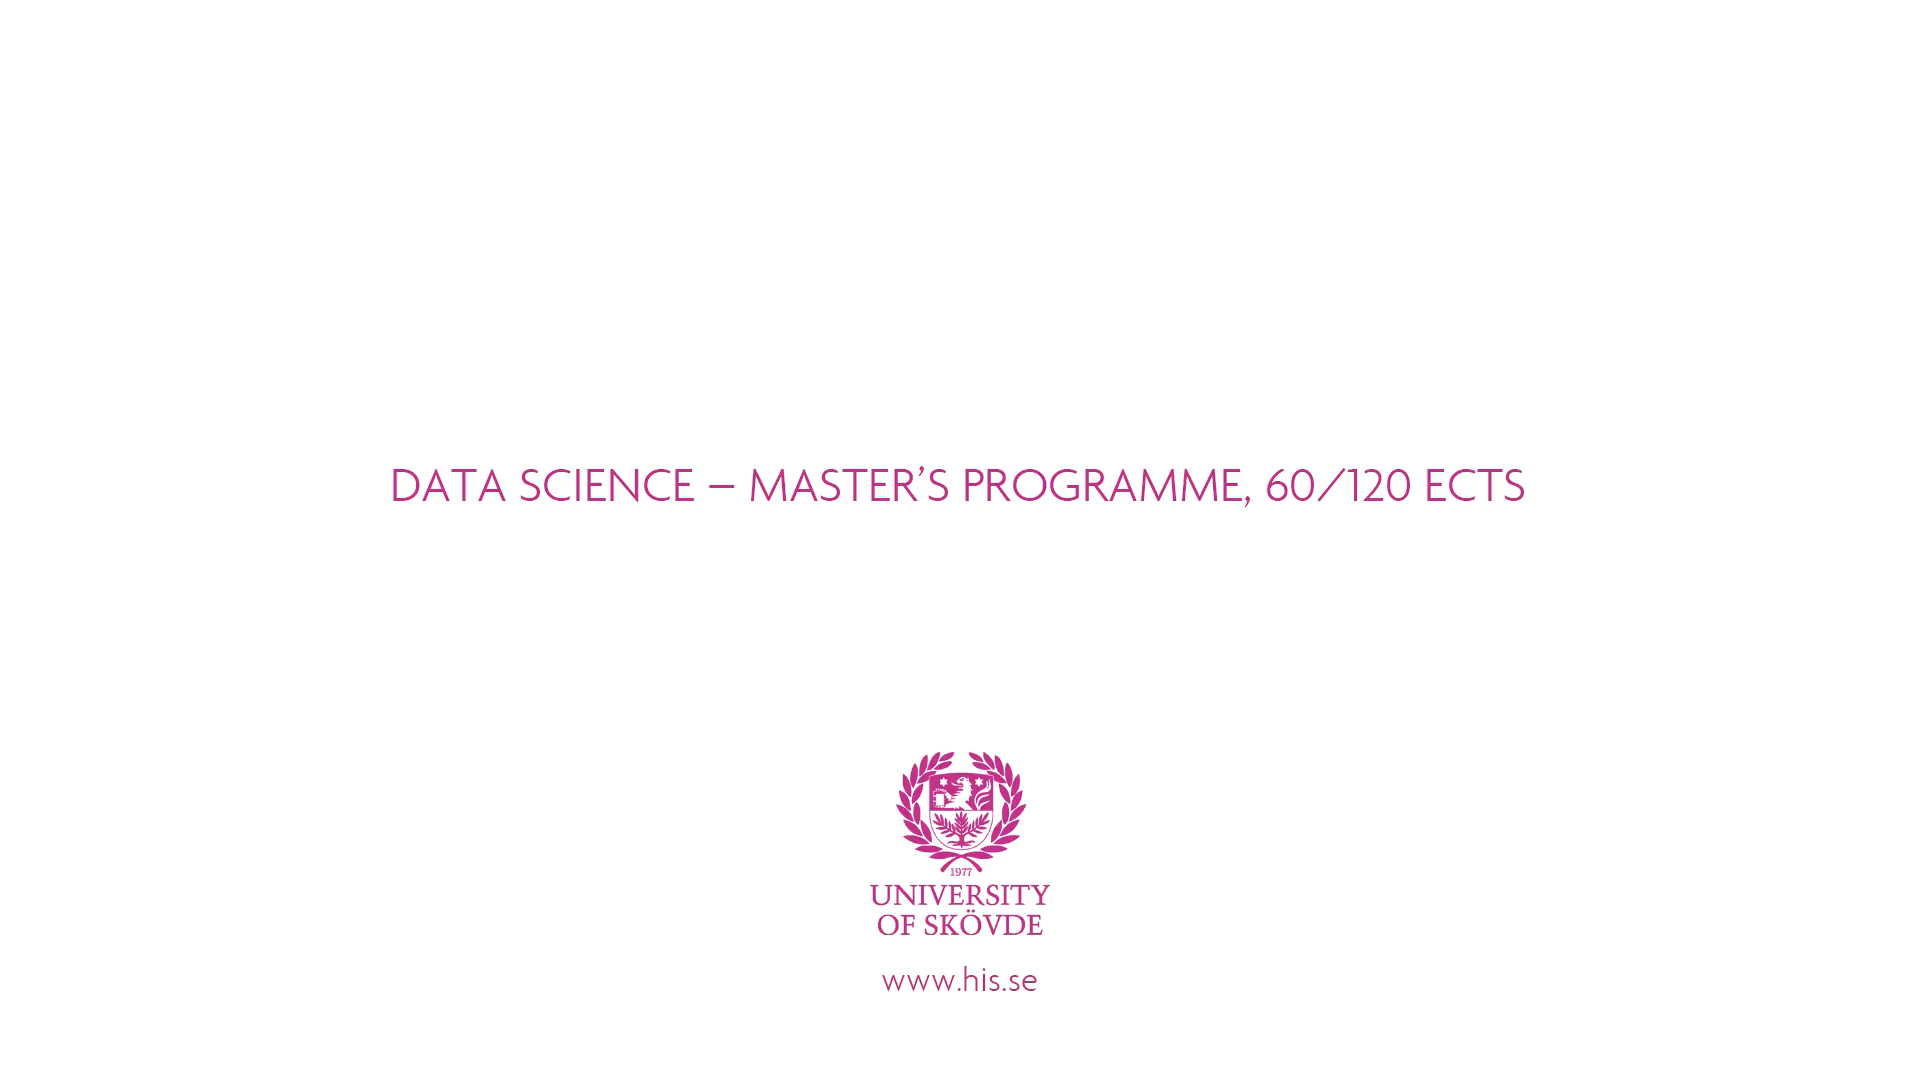 DATA SCIENCE – MASTER’S PROGRAMME, 60/120 ECTS
1977
UNIVERSITY
OF SKÖVDE
www.his.se